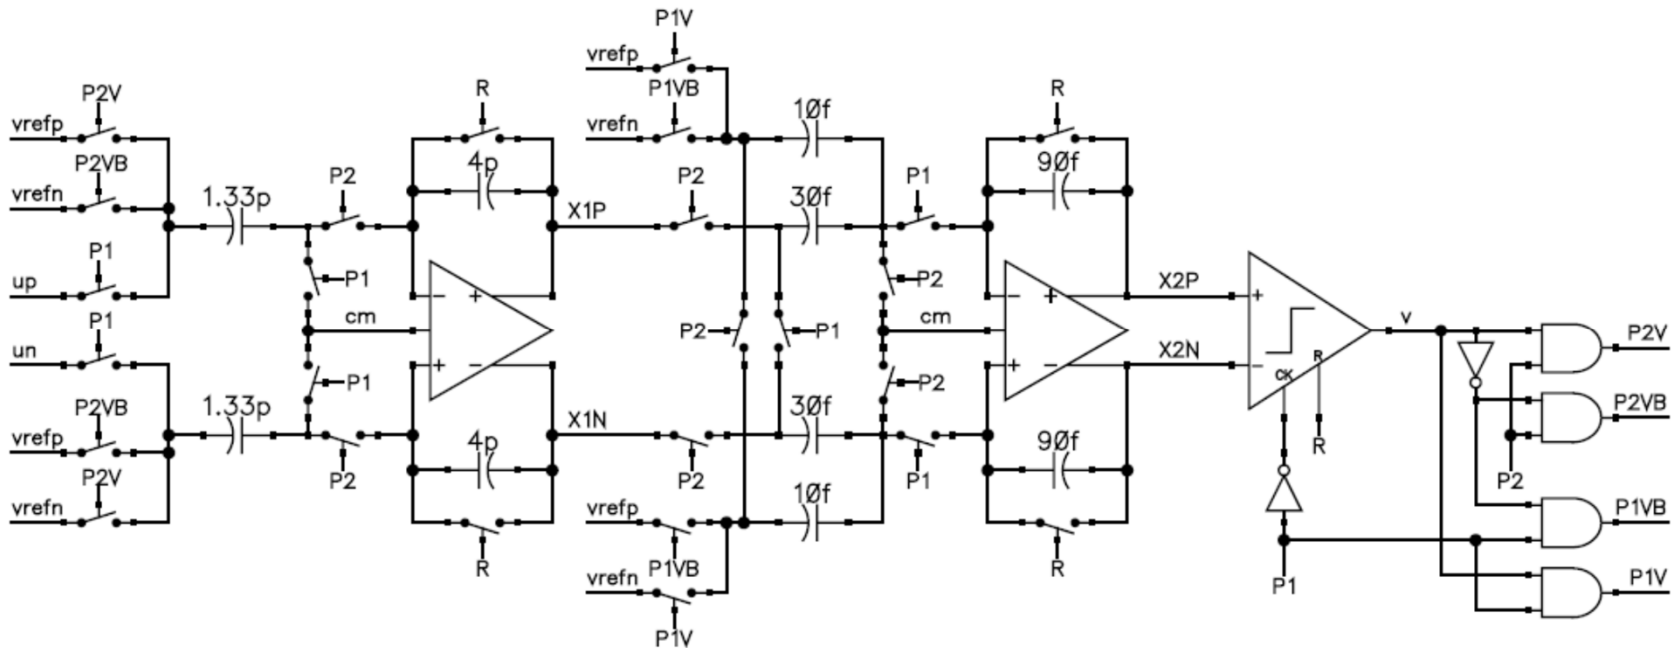 P1V
vrefp
P1VB
vrefn
P2V
vrefp
P2VB
vrefn
1.33p
P2
R
4p
X1P
P2
10f
30f
P1
R
90f
P1
up
P1
cm
P2
P1
P2
cm
X2P
+
v
P2V
P1
un
P1
P2
X2N
-
CK
R
R
P2VB
P2
P2VB
vrefp
1.33p
P2
P2V
vrefn
4p
R
X1N
P2
30f
P1
vrefp
P1VB
10f
vrefn
P1V
90f
R
P1
P1VB
P1V
- +
+ -
- +
+ -